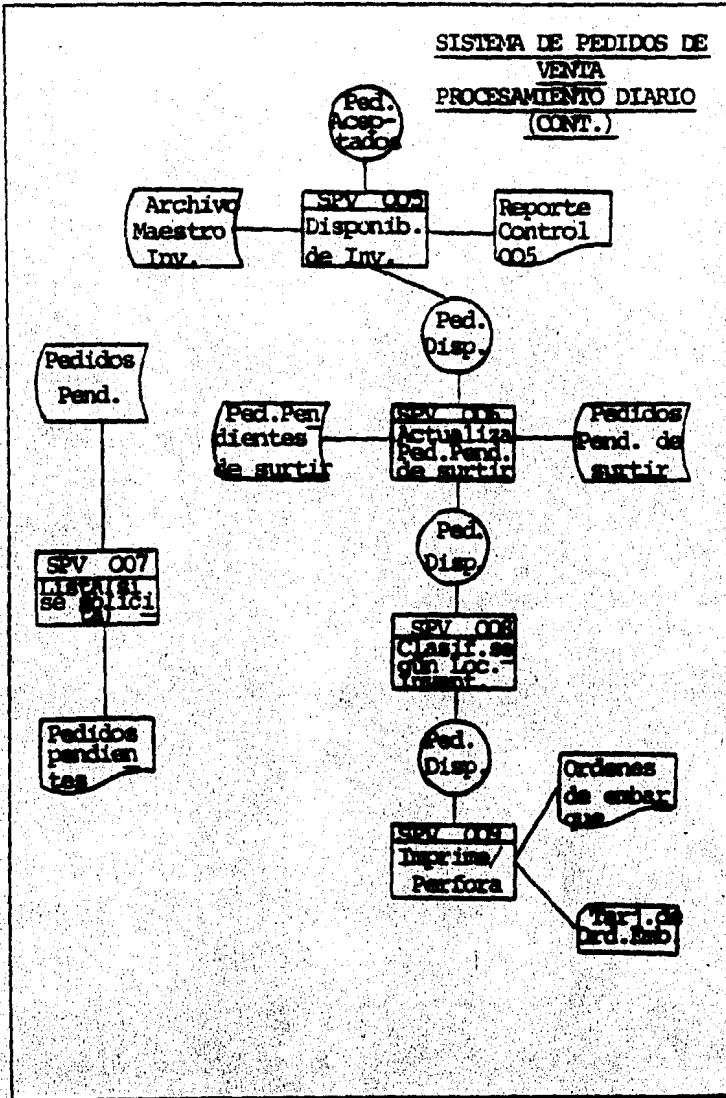 SISTEMA DE PEDIDOS DE
VENTA
PROCESAMIENTO DIARIO
(CONT.)
Ped.
Acep-
tados
Archivo
Maestro
Inv.
SPV 005
Disponib.
de Inv.
Reporte
Control
005
Ped.
Disp.
Pedidos
Pend.
Ped.Pen
dientes
de surtir
SPV 006
Actualiza
Ped.Pend.
de surtir
Pedidos
Pend. de
surtir
Ped.
Disp.
SPV 007
Lista(si
se solici
ta)
SPV 008
Clasif.se
gún Loc.
Invent.
Pedidos
pendien
tes
Ped.
Disp.
Ordenes
de embar
que
SPV 009
Imprime/
Perfora
Tarj.de
Ord.Emb.